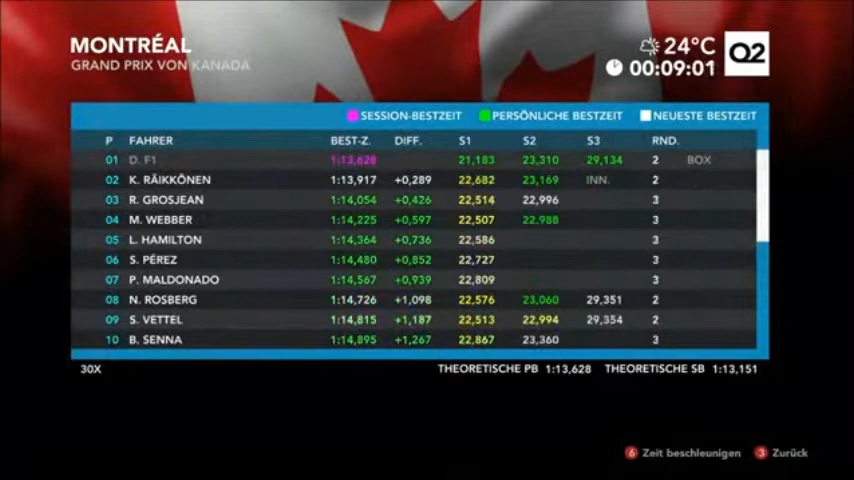 MONTRÉAL
GRAND PRIX VON KANADA
24°C
00:09:01
Q2
SESSION-BESTZEIT PERSÖNLICHE BESTZEIT NEUESTE BESTZEIT
P FAHRER BEST-Z. DIFF. S1 S2 S3 RND.
01 D. F1 1:13,628 21,183 23,310 29,134 2 BOX
02 K. RÄIKKÖNEN 1:13,917 +0,289 22,682 23,169 INN. 2
03 R. GROSJEAN 1:14,054 +0,426 22,514 22,996 3
04 M. WEBBER 1:14,225 +0,597 22,507 22,988 3
05 L. HAMILTON 1:14,364 +0,736 22,586 3
06 S. PÉREZ 1:14,480 +0,852 22,727 3
07 P. MALDONADO 1:14,567 +0,939 22,809 3
08 N. ROSBERG 1:14,726 +1,098 22,576 23,060 29,351 2
09 S. VETTEL 1:14,815 +1,187 22,513 22,994 29,354 2
10 B. SENNA 1:14,895 +1,267 22,867 23,360 3
30X THEORETISCHE PB 1:13,628 THEORETISCHE SB 1:13,151
6 Zeit beschleunigen 3 Zurück